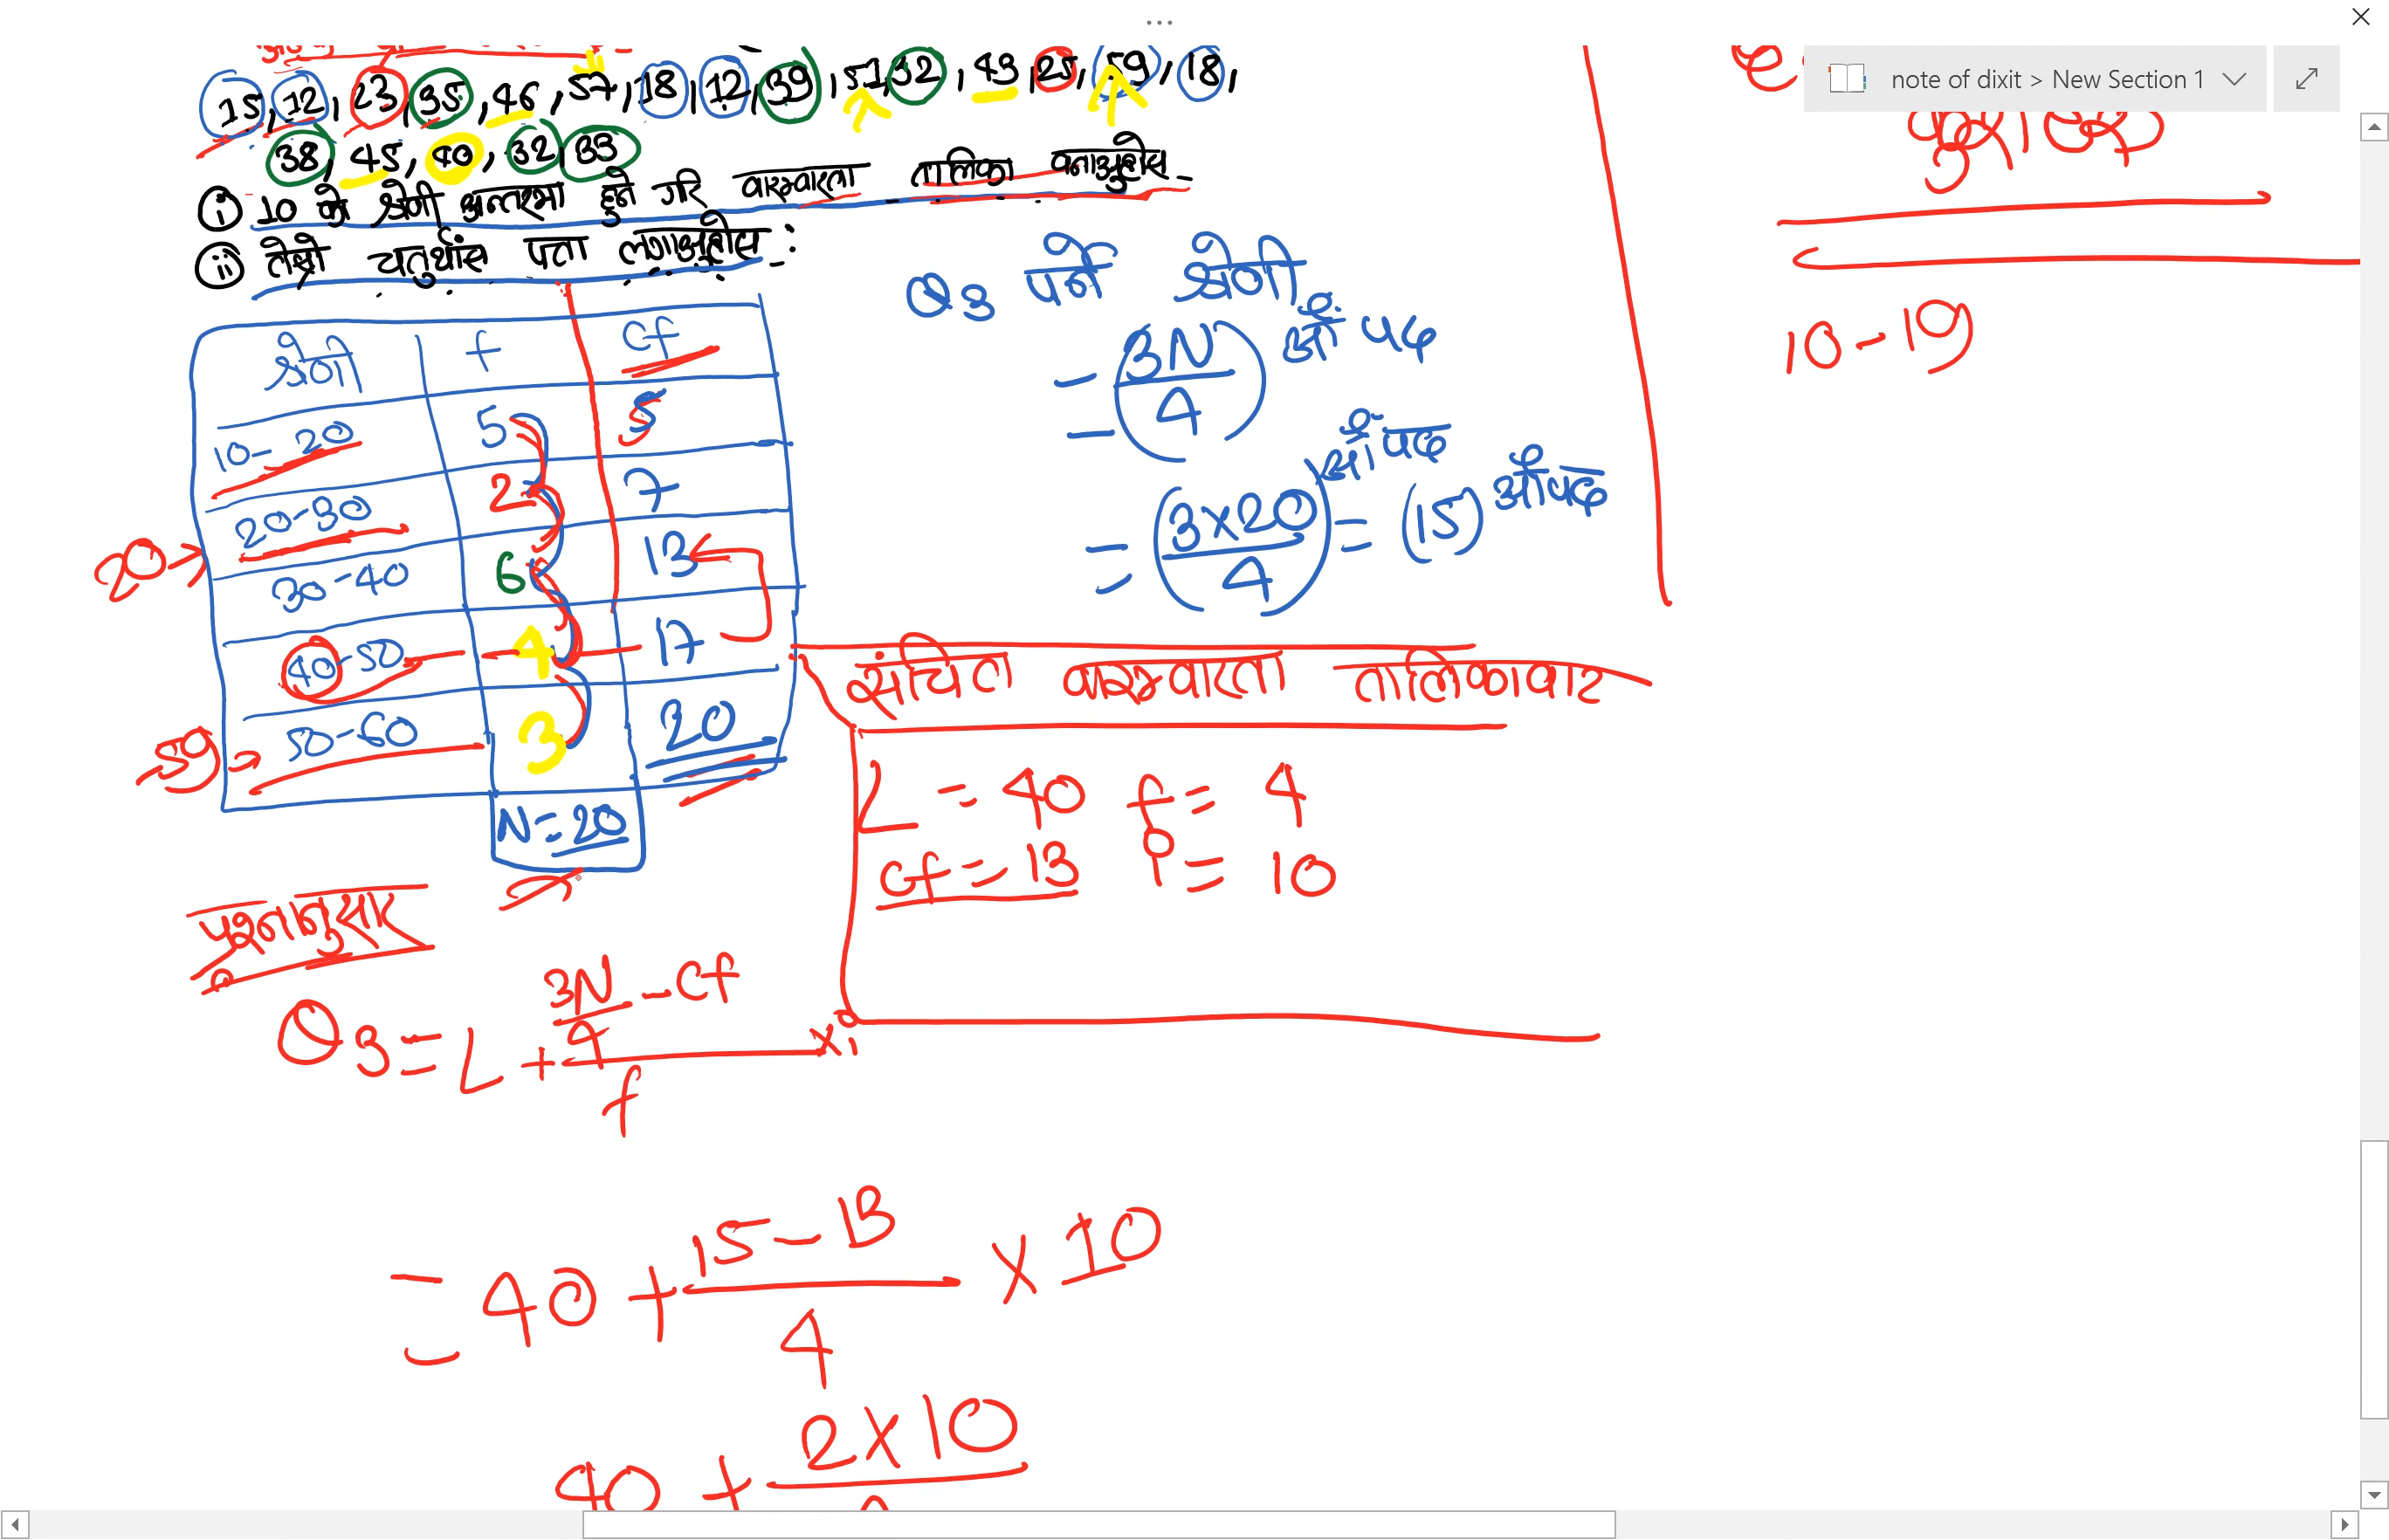 note of dixit > New Section 1
15, 12, 23, 35, 46, 57, 18, 12, 39, 51, 32, 43, 25, 59, 18,
38, 45, 40, 32, 33
(i) 10 को श्रेणी अन्तरमा हुने गरि बारम्बारता तालिका बनाउनुहोस -
(ii) तेस्रो चतुर्थांश पत्ता लगाउनुहोस :
श्रेणी f cf
10-20 5 5
20-30 2 7
30-40 6 13
40-50 4 17
50-60 3 20
N=20
20 →
59 →
Q3 पर्ने श्रेणी
= (3N/4) औं पद
= (3×20/4) औं पद = (15) औं पद
10-19
संचित बारम्बारता तालिकाबाट
L = 40 f = 4
cf = 13 i = 10
प्रश्नानुसार
Q3 = L + (3N/4 - cf)/f × i
= 40 + (15-13)/4 × 10
40 + 2×10